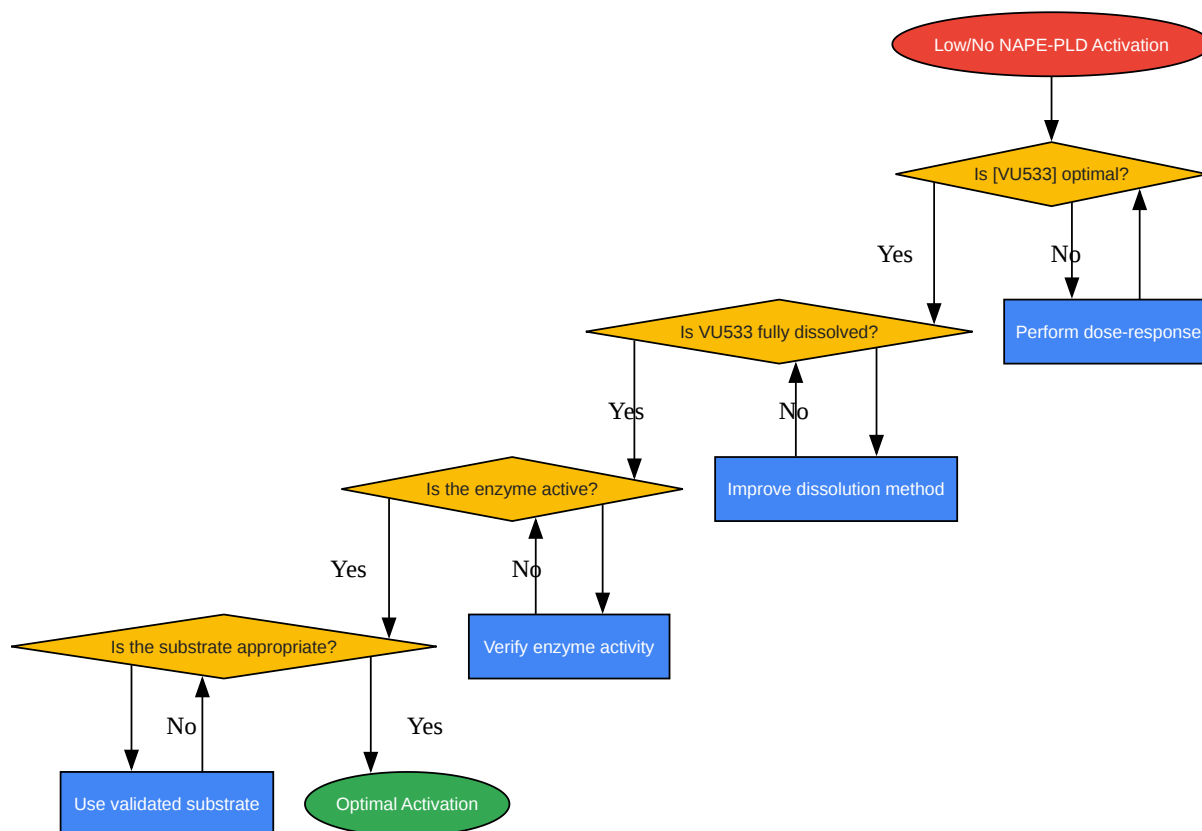 Low/No NAPE-PLD Activation
Is [VU533] optimal?
Yes
No
Is VU533 fully dissolved?
Perform dose-response
Yes
No
Is the enzyme active?
Improve dissolution method
Yes
No
Is the substrate appropriate?
Verify enzyme activity
No
Yes
Use validated substrate
Optimal Activation